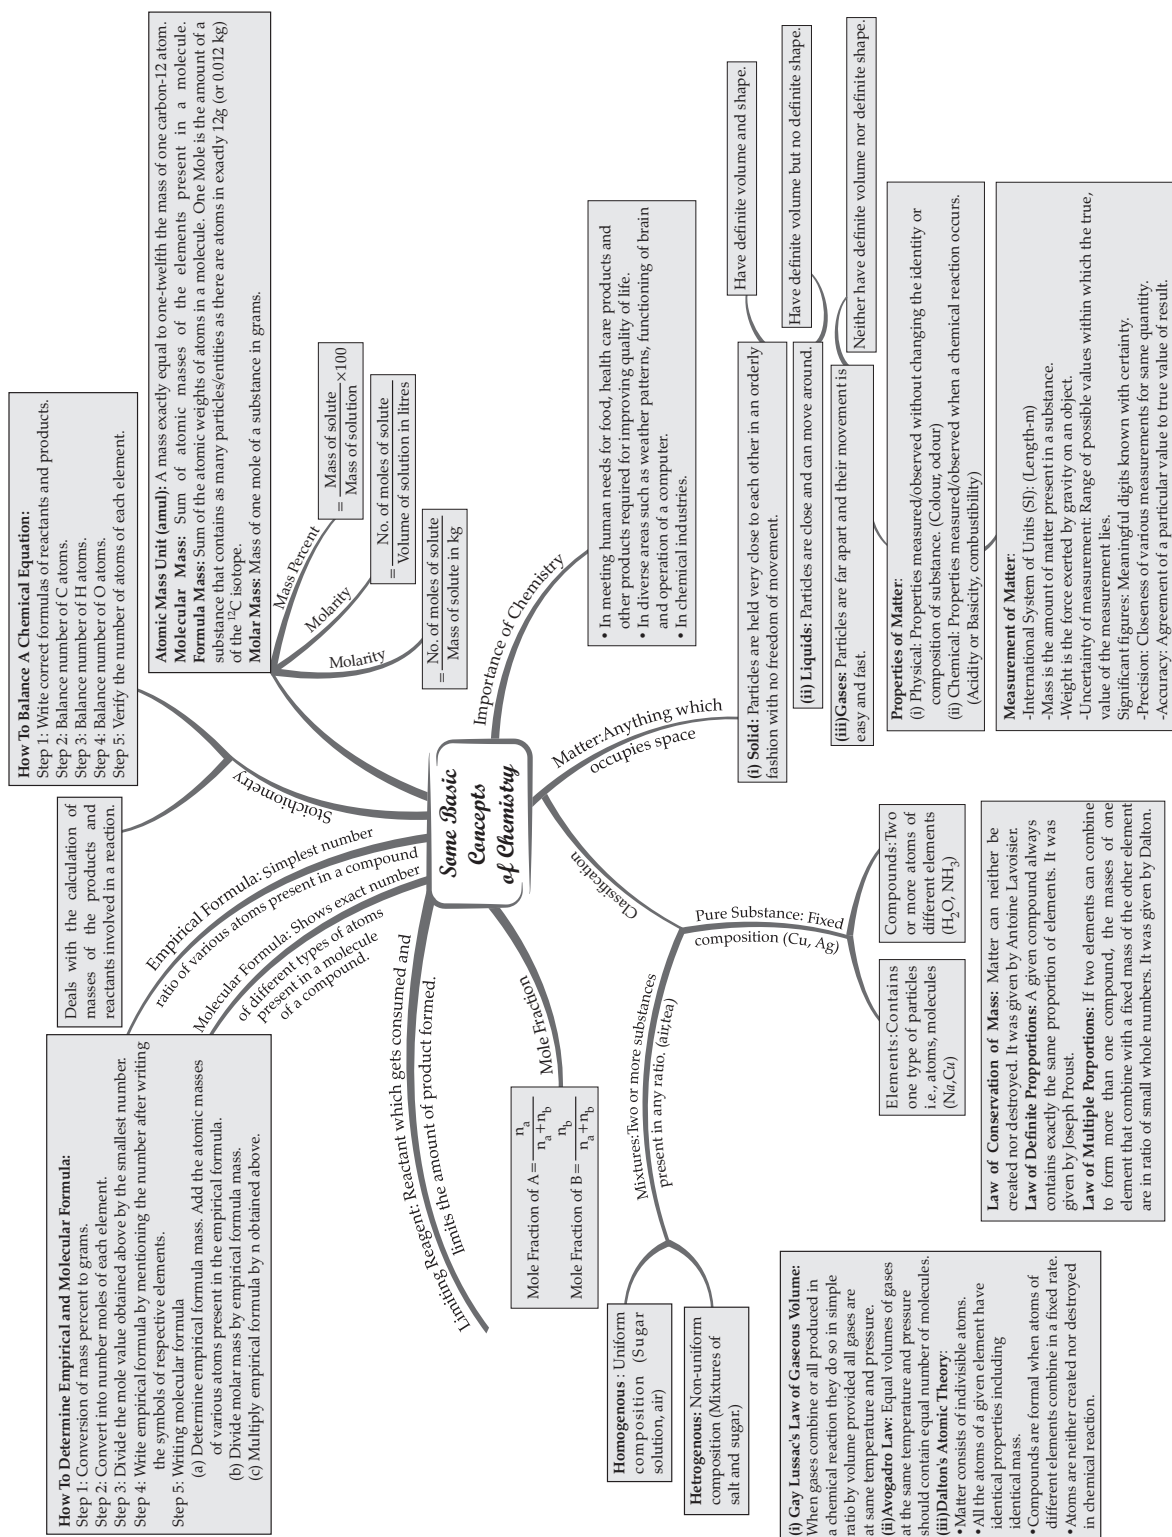 Some Basic
Concepts
of Chemistry
How To Determine Empirical and Molecular Formula:
Step 1: Conversion of mass percent to grams.
Step 2: Convert into number moles of each element.
Step 3: Divide the mole value obtained above by the smallest number.
Step 4: Write empirical formula by mentioning the number after writing
the symbols of respective elements.
Step 5: Writing molecular formula
(a) Determine empirical formula mass. Add the atomic masses
of various atoms present in the empirical formula.
(b) Divide molar mass by empirical formula mass.
(c) Multiply empirical formula by n obtained above.
Empirical Formula: Simplest number
ratio of various atoms present in a compound
Molecular Formula: Shows exact number
of different types of atoms
present in a molecule
of a compound.
Deals with the calculation of
masses of the products and
reactants involved in a reaction.
Stoichiometry
How To Balance A Chemical Equation:
Step 1: Write correct formulas of reactants and products.
Step 2: Balance number of C atoms.
Step 3: Balance number of H atoms.
Step 4: Balance number of O atoms.
Step 5: Verify the number of atoms of each element.
Atomic Mass Unit (amul): A mass exactly equal to one-twelfth the mass of one carbon-12 atom.
Molecular Mass: Sum of atomic masses of the elements present in a molecule.
Formula Mass: Sum of the atomic weights of atoms in a molecule. One Mole is the amount of a
substance that contains as many particles/entities as there are atoms in exactly 12g (or 0.012 kg)
of the ¹²C isotope.
Molar Mass: Mass of one mole of a substance in grams.
Mass Percent
= Mass of solute / Mass of solution ×100
Molarity
= No. of moles of solute / Volume of solution in litres
Molarity
= No. of moles of solute / Mass of solute in kg
Importance of Chemistry
• In meeting human needs for food, health care products and
other products required for improving quality of life.
• In diverse areas such as weather patterns, functioning of brain
and operation of a computer.
• In chemical industries.
Matter:Anything which
occupies space
(i) Solid: Particles are held very close to each other in an orderly
fashion with no freedom of movement.
Have definite volume and shape.
(ii) Liquids: Particles are close and can move around.
Have definite volume but no definite shape.
(iii)Gases: Particles are far apart and their movement is
easy and fast.
Neither have definite volume nor definite shape.
Properties of Matter:
(i) Physical: Properties measured/observed without changing the identity or
composition of substance. (Colour, odour)
(ii) Chemical: Properties measured/observed when a chemical reaction occurs.
(Acidity or Basicity, combustibility)
Measurement of Matter:
-International System of Units (SI): (Length-m)
-Mass is the amount of matter present in a substance.
-Weight is the force exerted by gravity on an object.
-Uncertainty of measurement: Range of possible values within which the true,
value of the measurement lies.
Significant figures: Meaningful digits known with certainty.
-Precision: Closeness of various measurements for same quantity.
-Accuracy: Agreement of a particular value to true value of result.
Limiting Reagent: Reactant which gets consumed and
limits the amount of product formed.
Mole Fraction
Mole Fraction of A = nₐ / nₐ+n_b
Mole Fraction of B = n_b / nₐ+n_b
Classification
Mixtures:Two or more substances
present in any ratio. (air,tea)
Homogenous : Uniform
composition (Sugar
solution, air)
Hetrogenous: Non-uniform
composition (Mixtures of
salt and sugar.)
Pure Substance: Fixed
composition (Cu, Ag)
Elements:Contains
one type of particles
i.e., atoms, molecules
(Na,Cu)
Compounds:Two
or more atoms of
different elements
(H₂O, NH₃)
(i) Gay Lussac's Law of Gaseous Volume:
When gases combine or all produced in
a chemical reaction they do so in simple
ratio by volume provided all gases are
at same temperature and pressure.
(ii)Avogadro Law: Equal volumes of gases
at the same temperature and pressure
should contain equal number of molecules.
(iii)Dalton's Atomic Theory:
• Matter consists of indivisible atoms.
• All the atoms of a given element have
identical properties including
identical mass.
• Compounds are formal when atoms of
different elements combine in a fixed rate.
• Atoms are neither created nor destroyed
in chemical reaction.
Law of Conservation of Mass: Matter can neither be
created nor destroyed. It was given by Antoine Lavoisier.
Law of Definite Propportions: A given compound always
contains exactly the same proportion of elements. It was
given by Joseph Proust.
Law of Multiple Porportions: If two elements can combine
to form more than one compound, the masses of one
element that combine with a fixed mass of the other element
are in ratio of small whole numbers. It was given by Dalton.